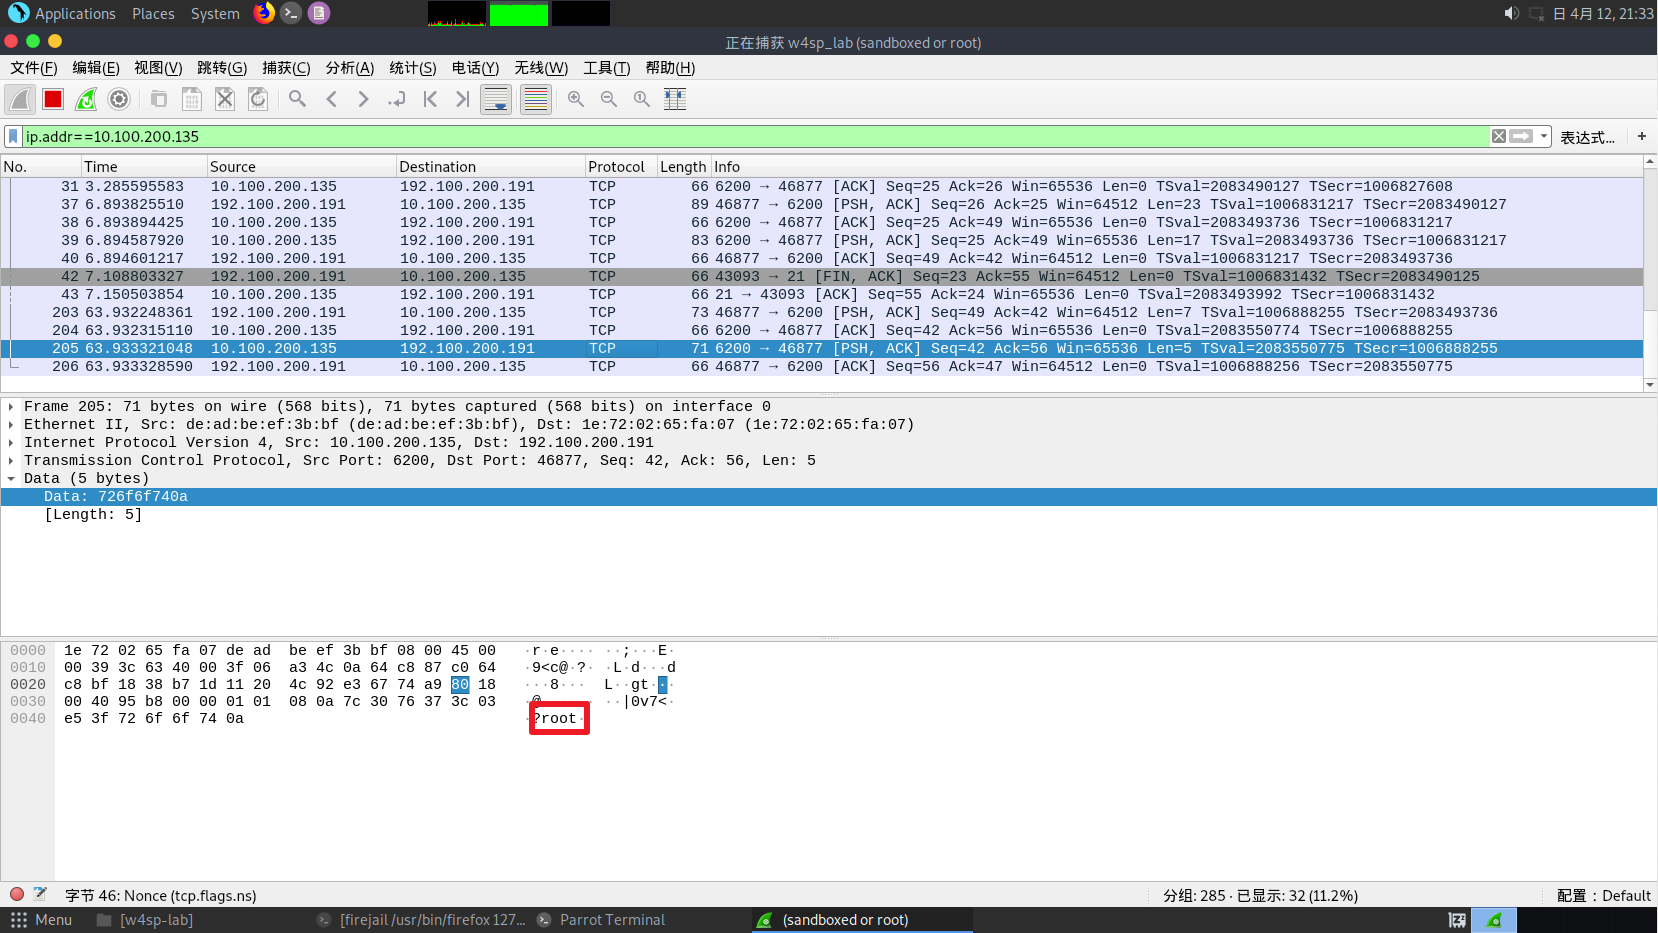 Applications Places System 日 4月 12, 21:33
正在捕获 w4sp_lab (sandboxed or root)
文件(F) 编辑(E) 视图(V) 跳转(G) 捕获(C) 分析(A) 统计(S) 电话(Y) 无线(W) 工具(T) 帮助(H)
ip.addr==10.100.200.135 表达式… +
No. Time Source Destination Protocol Length Info
31 3.285595583 10.100.200.135 192.100.200.191 TCP 66 6200 → 46877 [ACK] Seq=25 Ack=26 Win=65536 Len=0 TSval=2083490127 TSecr=1006827608
37 6.893825510 192.100.200.191 10.100.200.135 TCP 89 46877 → 6200 [PSH, ACK] Seq=26 Ack=25 Win=64512 Len=23 TSval=1006831217 TSecr=2083490127
38 6.893894425 10.100.200.135 192.100.200.191 TCP 66 6200 → 46877 [ACK] Seq=25 Ack=49 Win=65536 Len=0 TSval=2083493736 TSecr=1006831217
39 6.894587920 10.100.200.135 192.100.200.191 TCP 83 6200 → 46877 [PSH, ACK] Seq=25 Ack=49 Win=65536 Len=17 TSval=2083493736 TSecr=1006831217
40 6.894601217 192.100.200.191 10.100.200.135 TCP 66 46877 → 6200 [ACK] Seq=49 Ack=42 Win=64512 Len=0 TSval=1006831217 TSecr=2083493736
42 7.108803327 192.100.200.191 10.100.200.135 TCP 66 43093 → 21 [FIN, ACK] Seq=23 Ack=55 Win=64512 Len=0 TSval=1006831432 TSecr=2083490125
43 7.150503854 10.100.200.135 192.100.200.191 TCP 66 21 → 43093 [ACK] Seq=55 Ack=24 Win=65536 Len=0 TSval=2083493992 TSecr=1006831432
203 63.932248361 192.100.200.191 10.100.200.135 TCP 73 46877 → 6200 [PSH, ACK] Seq=49 Ack=42 Win=64512 Len=7 TSval=1006888255 TSecr=2083493736
204 63.932315110 10.100.200.135 192.100.200.191 TCP 66 6200 → 46877 [ACK] Seq=42 Ack=56 Win=65536 Len=0 TSval=2083550774 TSecr=1006888255
205 63.933321048 10.100.200.135 192.100.200.191 TCP 71 6200 → 46877 [PSH, ACK] Seq=42 Ack=56 Win=65536 Len=5 TSval=2083550775 TSecr=1006888255
206 63.933328590 192.100.200.191 10.100.200.135 TCP 66 46877 → 6200 [ACK] Seq=56 Ack=47 Win=64512 Len=0 TSval=1006888256 TSecr=2083550775
Frame 205: 71 bytes on wire (568 bits), 71 bytes captured (568 bits) on interface 0
Ethernet II, Src: de:ad:be:ef:3b:bf (de:ad:be:ef:3b:bf), Dst: 1e:72:02:65:fa:07 (1e:72:02:65:fa:07)
Internet Protocol Version 4, Src: 10.100.200.135, Dst: 192.100.200.191
Transmission Control Protocol, Src Port: 6200, Dst Port: 46877, Seq: 42, Ack: 56, Len: 5
Data (5 bytes)
Data: 726f6f740a
[Length: 5]
0000 1e 72 02 65 fa 07 de ad be ef 3b bf 08 00 45 00 ·r·e···· ··;···E·
0010 00 39 3c 63 40 00 3f 06 a3 4c 0a 64 c8 87 c0 64 ·9<c@·?· ·L·d···d
0020 c8 bf 18 38 b7 1d 11 20 4c 92 e3 67 74 a9 80 18 ···8··· L··gt···
0030 00 40 95 b8 00 00 01 01 08 0a 7c 30 76 37 3c 03 ·@······ ··|0v7<·
0040 e5 3f 72 6f 6f 74 0a ·?root·
字节 46: Nonce (tcp.flags.ns) 分组: 285 · 已显示: 32 (11.2%) 配置：Default
Menu [w4sp-lab] [firejail /usr/bin/firefox 127... Parrot Terminal (sandboxed or root)